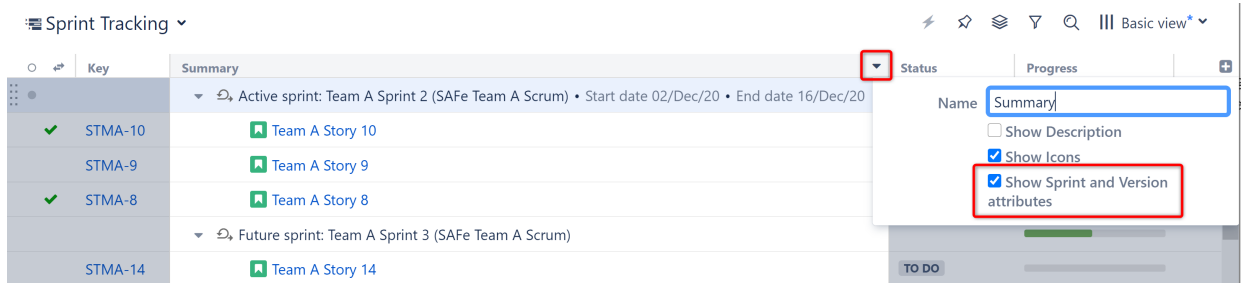 Sprint Tracking Basic view*
Key Summary Status Progress
Active sprint: Team A Sprint 2 (SAFe Team A Scrum) • Start date 02/Dec/20 • End date 16/Dec/20
Name Summary
STMA-10 Team A Story 10
Show Description
STMA-9 Team A Story 9
Show Icons
STMA-8 Team A Story 8
Show Sprint and Version
attributes
Future sprint: Team A Sprint 3 (SAFe Team A Scrum)
STMA-14 Team A Story 14 TO DO